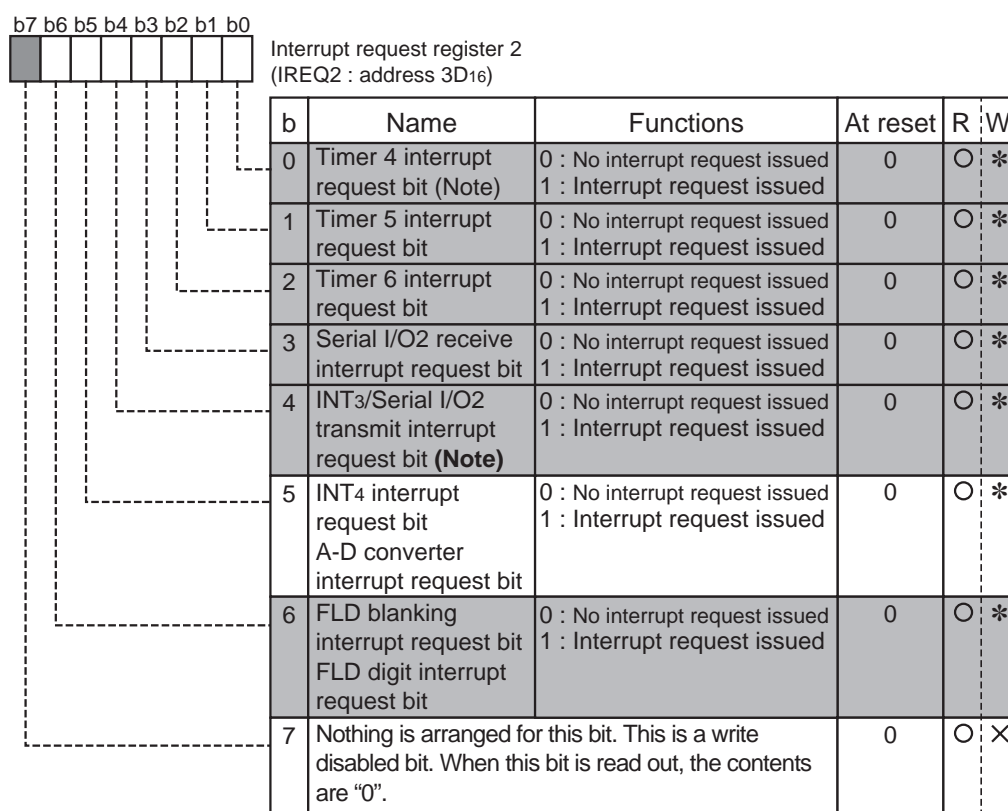 b7 b6 b5 b4 b3 b2 b1 b0
Interrupt request register 2
(IREQ2 : address 3D16)
b Name Functions At reset R W
0 Timer 4 interrupt 0 : No interrupt request issued 0 ○ ✻
request bit (Note) 1 : Interrupt request issued
1 Timer 5 interrupt 0 : No interrupt request issued 0 ○ ✻
request bit 1 : Interrupt request issued
2 Timer 6 interrupt 0 : No interrupt request issued 0 ○ ✻
request bit 1 : Interrupt request issued
3 Serial I/O2 receive 0 : No interrupt request issued 0 ○ ✻
interrupt request bit 1 : Interrupt request issued
4 INT3/Serial I/O2 0 : No interrupt request issued 0 ○ ✻
transmit interrupt 1 : Interrupt request issued
request bit (Note)
5 INT4 interrupt 0 : No interrupt request issued 0 ○ ✻
request bit 1 : Interrupt request issued
A-D converter
interrupt request bit
6 FLD blanking 0 : No interrupt request issued 0 ○ ✻
interrupt request bit 1 : Interrupt request issued
FLD digit interrupt
request bit
7 Nothing is arranged for this bit. This is a write 0 ○ ×
disabled bit. When this bit is read out, the contents
are “0”.